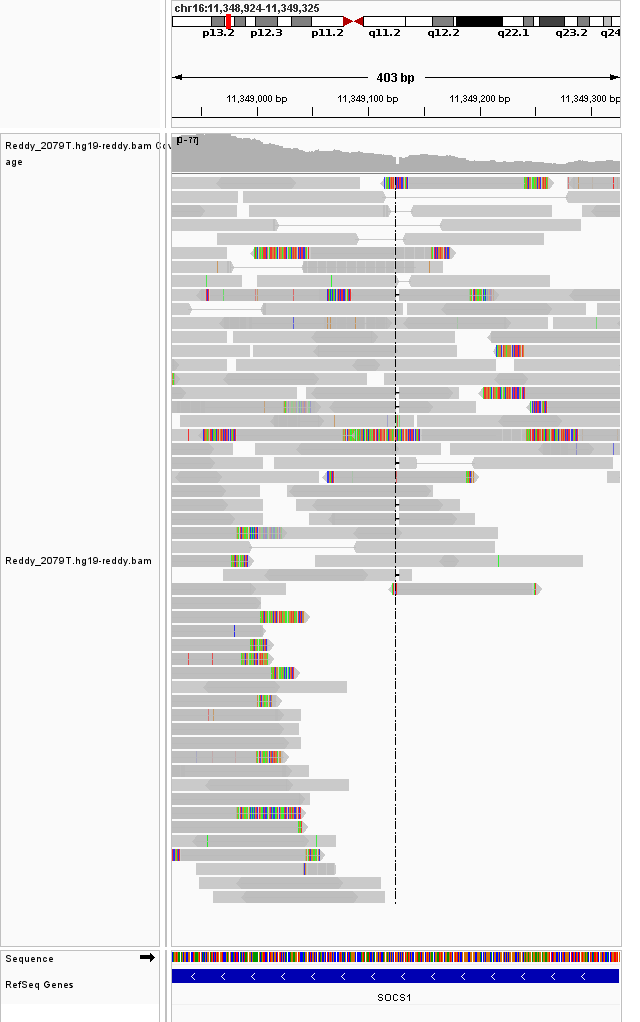 chr16:11,348,924-11,349,325
p13.2 p12.3 p11.2 q11.2 q12.2 q22.1 q23.2 q24
403 bp
11,349,000 bp 11,349,100 bp 11,349,200 bp 11,349,300 bp
Reddy_2079T.hg19-reddy.bam Cov
age
[0-77]
Reddy_2079T.hg19-reddy.bam
Sequence
RefSeq Genes
SOCS1